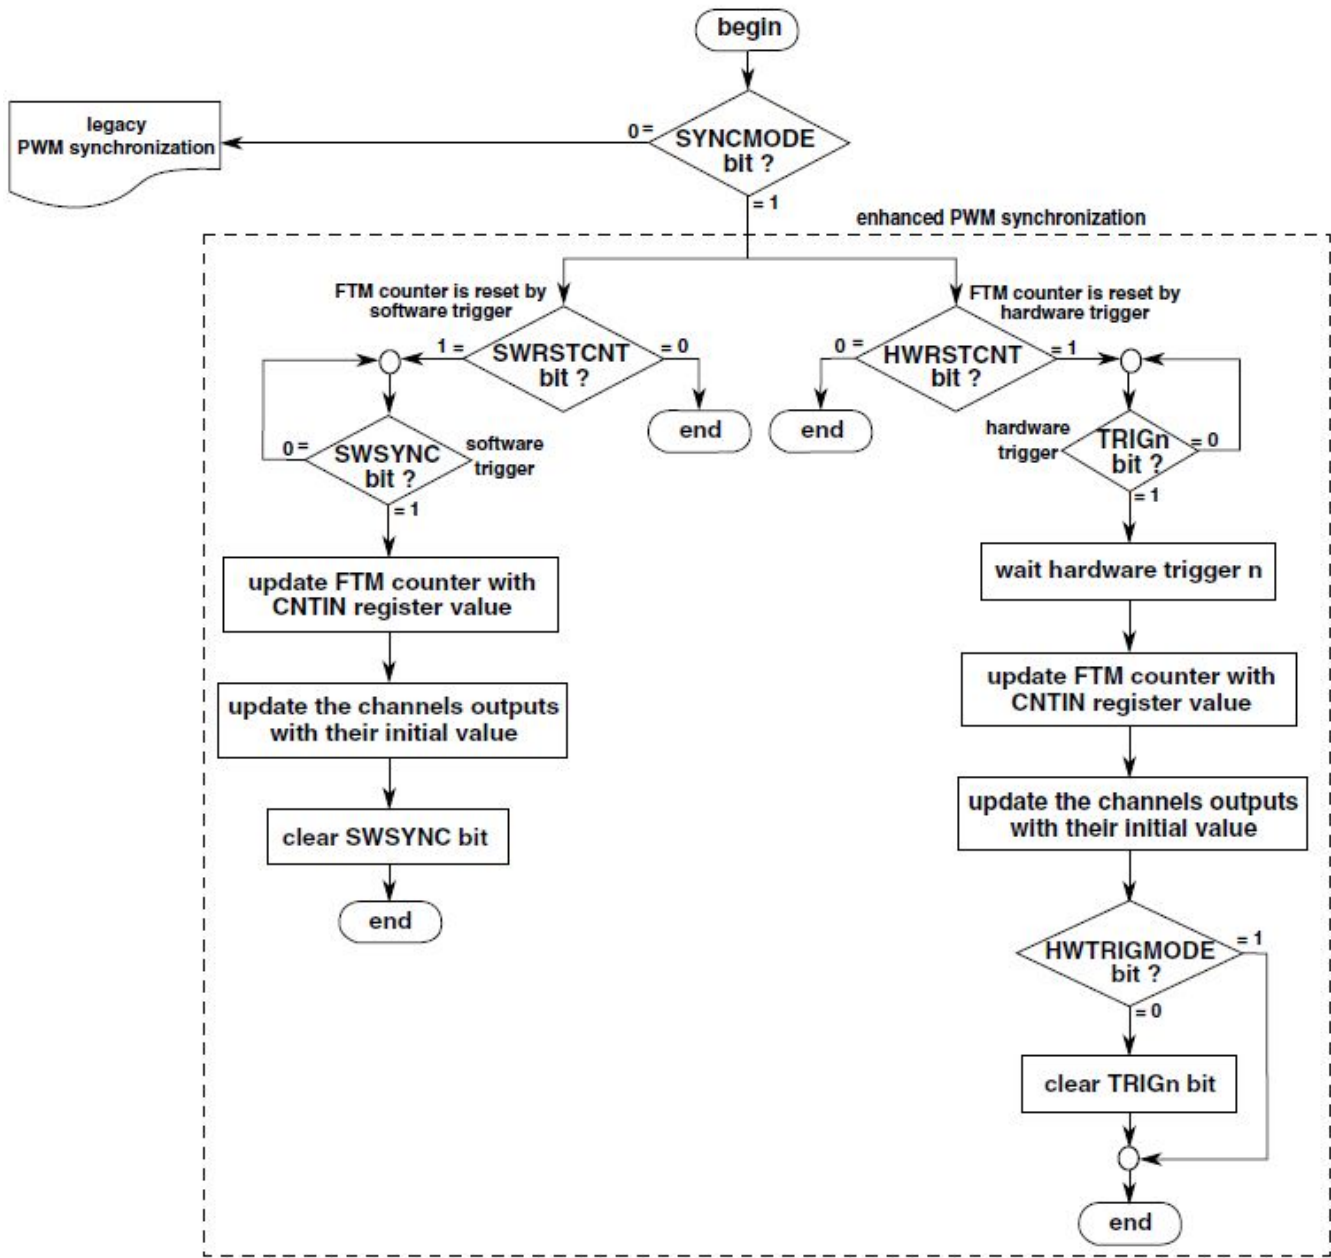 begin
legacy
PWM synchronization
0 =
SYNCMODE
bit ?
= 1
enhanced PWM synchronization
FTM counter is reset by
software trigger
FTM counter is reset by
hardware trigger
1 =
SWRSTCNT
bit ?
= 0
0 =
HWRSTCNT
bit ?
= 1
end
end
0 =
SWSYNC
bit ?
software
trigger
= 1
hardware
trigger
TRIGn
bit ?
= 0
= 1
update FTM counter with
CNTIN register value
wait hardware trigger n
update the channels outputs
with their initial value
update FTM counter with
CNTIN register value
clear SWSYNC bit
update the channels outputs
with their initial value
end
HWTRIGMODE
bit ?
= 1
= 0
clear TRIGn bit
end